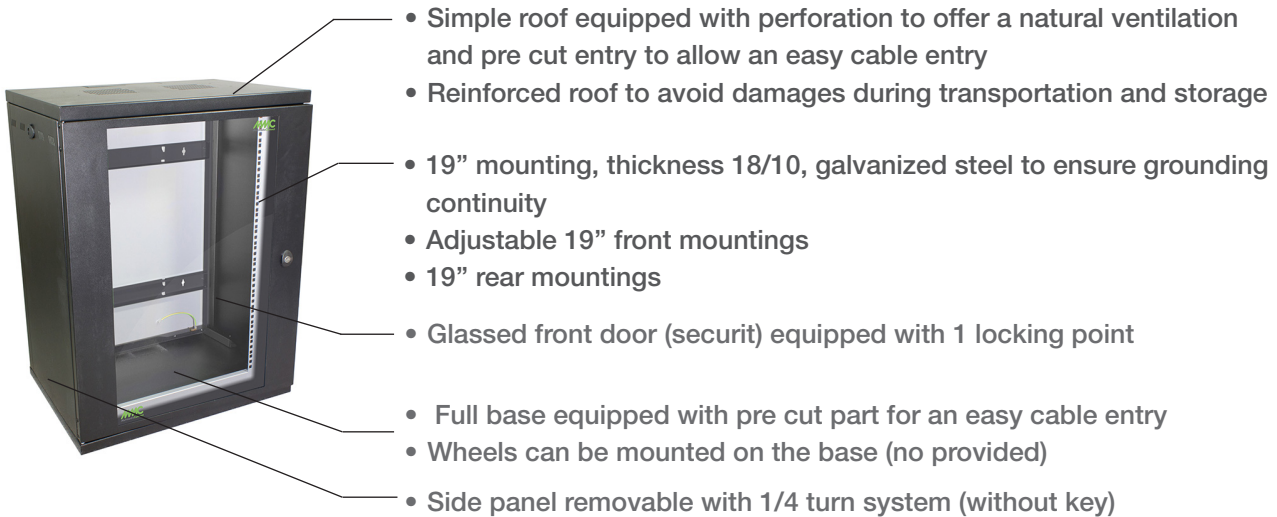 • Simple roof equipped with perforation to offer a natural ventilation
and pre cut entry to allow an easy cable entry
• Reinforced roof to avoid damages during transportation and storage
• 19” mounting, thickness 18/10, galvanized steel to ensure grounding
continuity
• Adjustable 19” front mountings
• 19” rear mountings
• Glassed front door (securit) equipped with 1 locking point
• Full base equipped with pre cut part for an easy cable entry
• Wheels can be mounted on the base (no provided)
• Side panel removable with 1/4 turn system (without key)